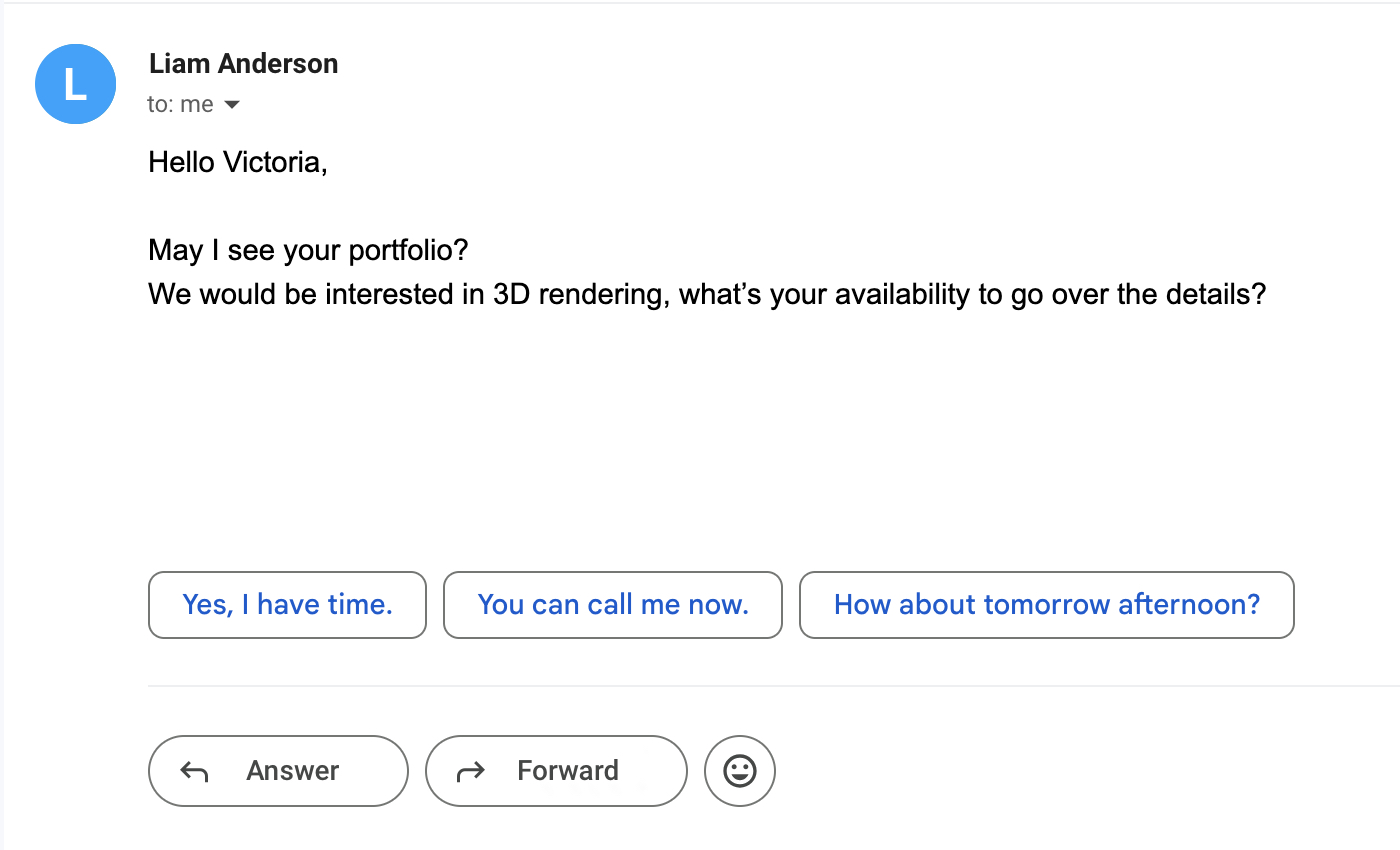 L
Liam Anderson
to: me
Hello Victoria,
May I see your portfolio?
We would be interested in 3D rendering, what’s your availability to go over the details?
Yes, I have time.
You can call me now.
How about tomorrow afternoon?
Answer
Forward